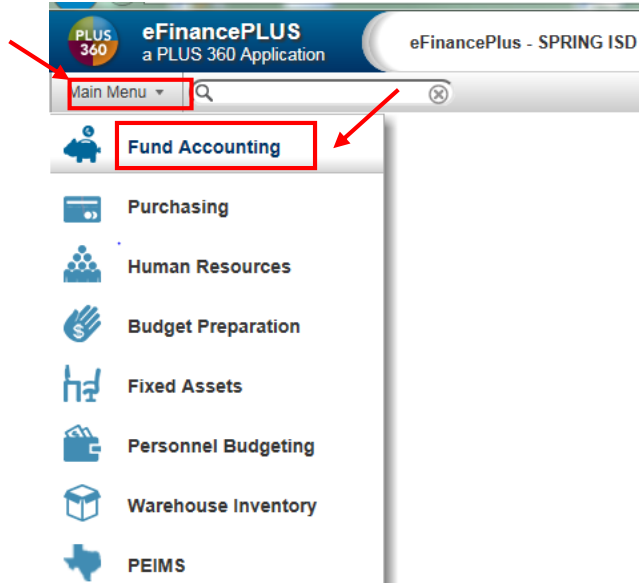 PLUS
360
eFinancePLUS
a PLUS 360 Application
eFinancePlus - SPRING ISD
Main Menu
Fund Accounting
Purchasing
Human Resources
Budget Preparation
Fixed Assets
Personnel Budgeting
Warehouse Inventory
PEIMS